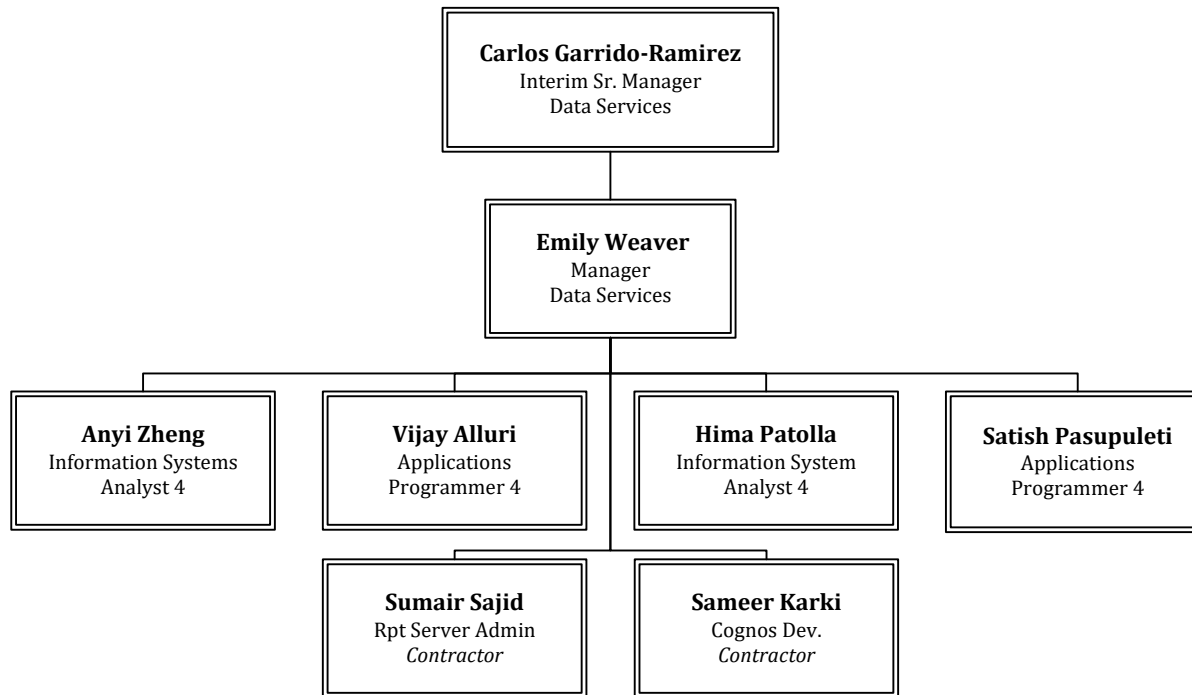 Carlos Garrido-Ramirez
Interim Sr. Manager
Data Services
Emily Weaver
Manager
Data Services
Anyi Zheng
Information Systems
Analyst 4
Vijay Alluri
Applications
Programmer 4
Hima Patolla
Information System
Analyst 4
Satish Pasupuleti
Applications
Programmer 4
Sumair Sajid
Rpt Server Admin
Contractor
Sameer Karki
Cognos Dev.
Contractor